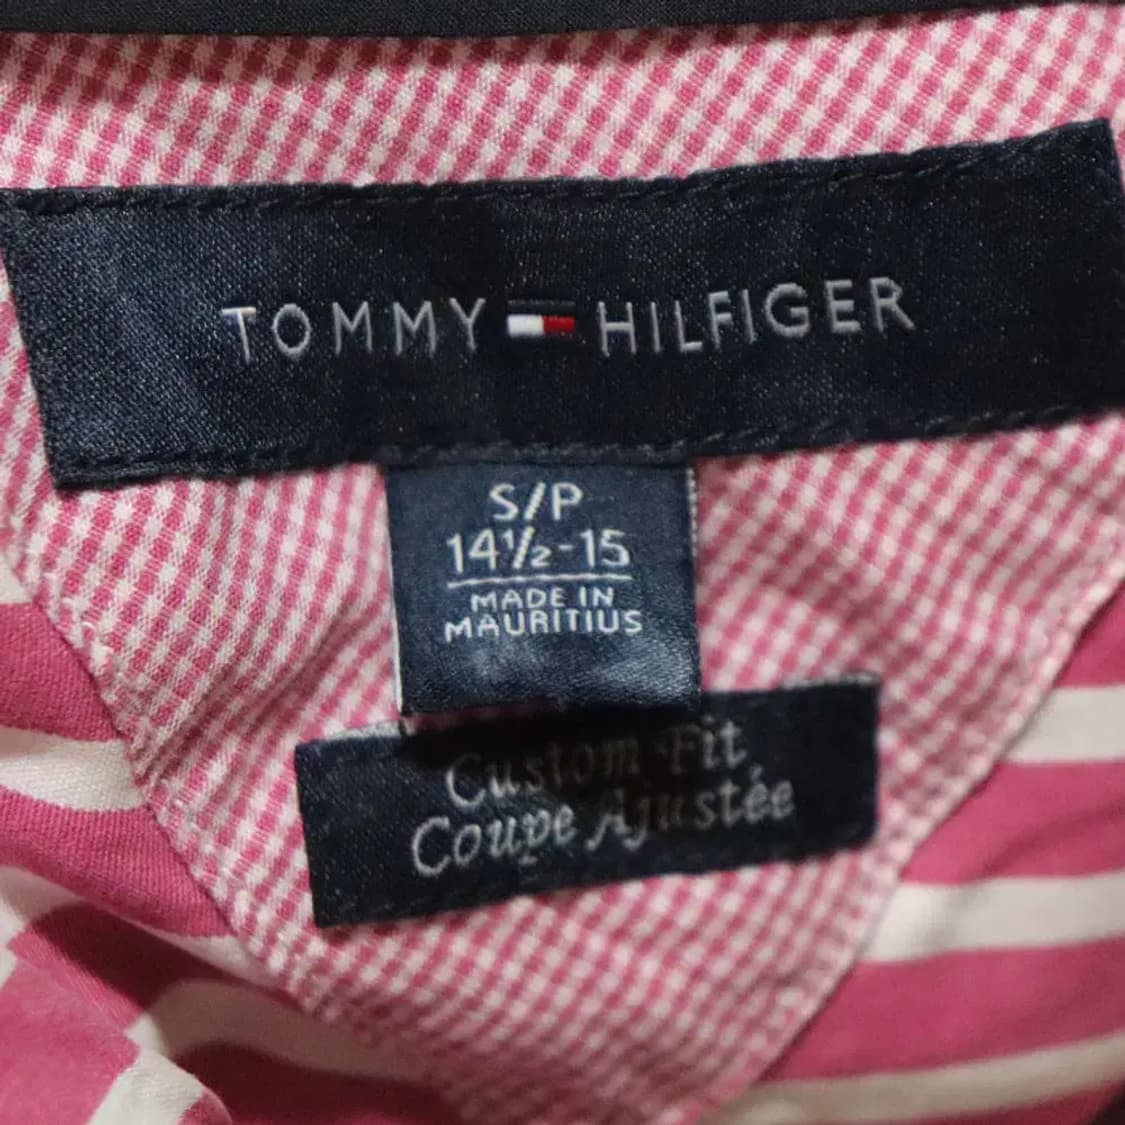 TOMMY HILFIGER
S/P
14½-15
MADE IN
MAURITIUS
Custom Fit
Coupe Ajustée